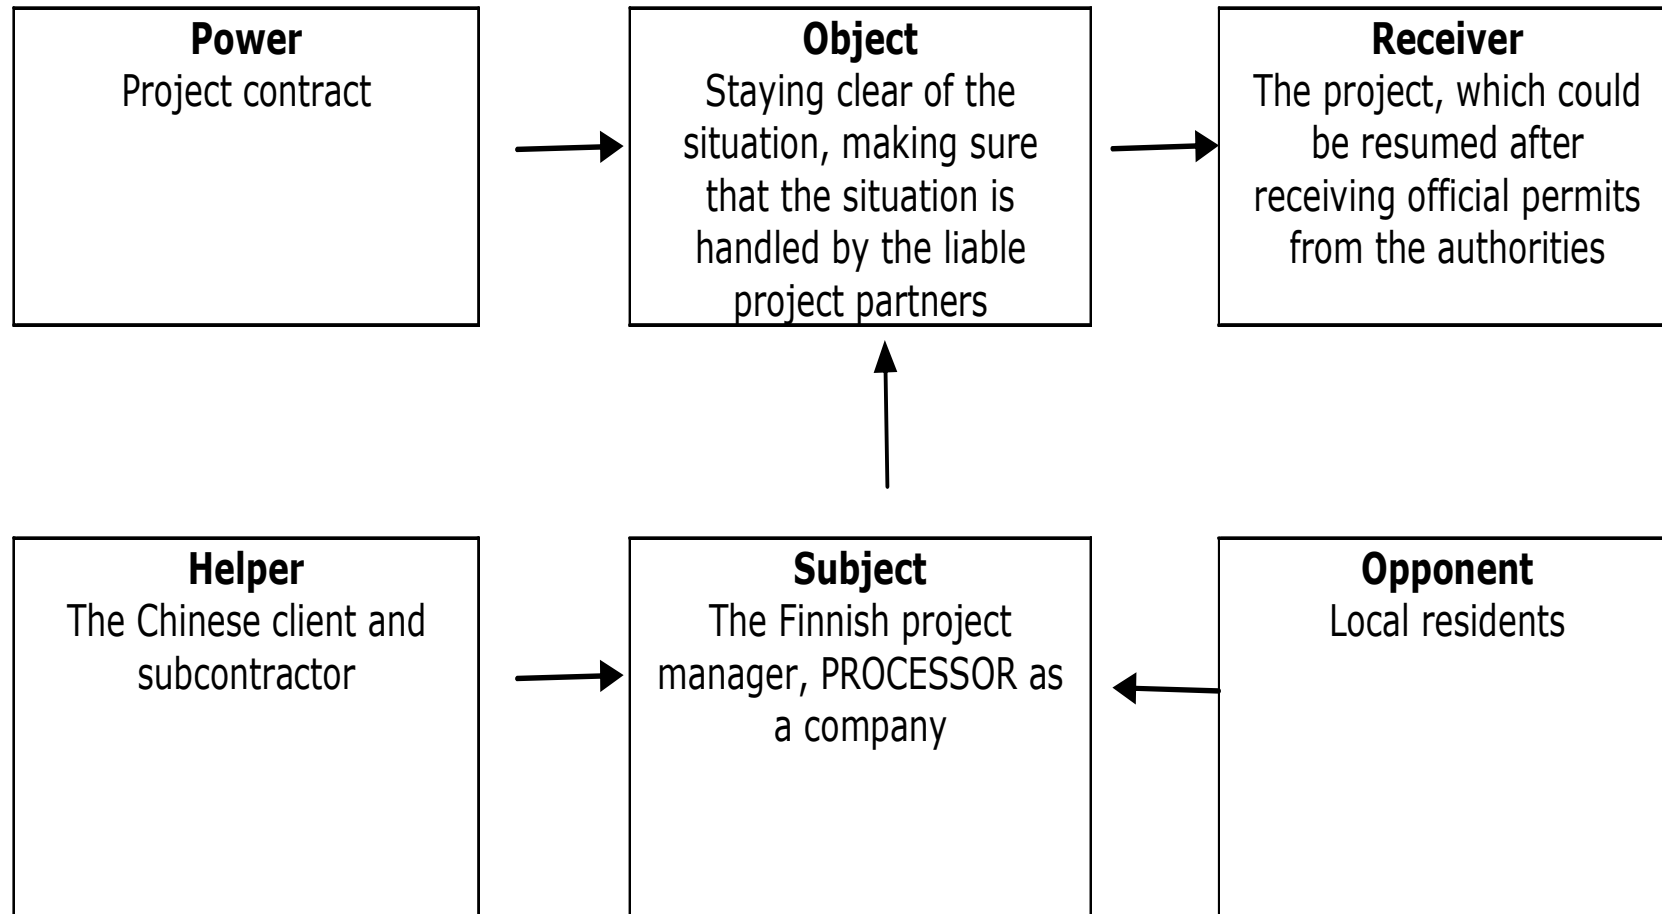 Power
Project contract
Object
Staying clear of the
situation, making sure
that the situation is
handled by the liable
project partners
Receiver
The project, which could
be resumed after
receiving official permits
from the authorities
Helper
The Chinese client and
subcontractor
Subject
The Finnish project
manager, PROCESSOR as
a company
Opponent
Local residents